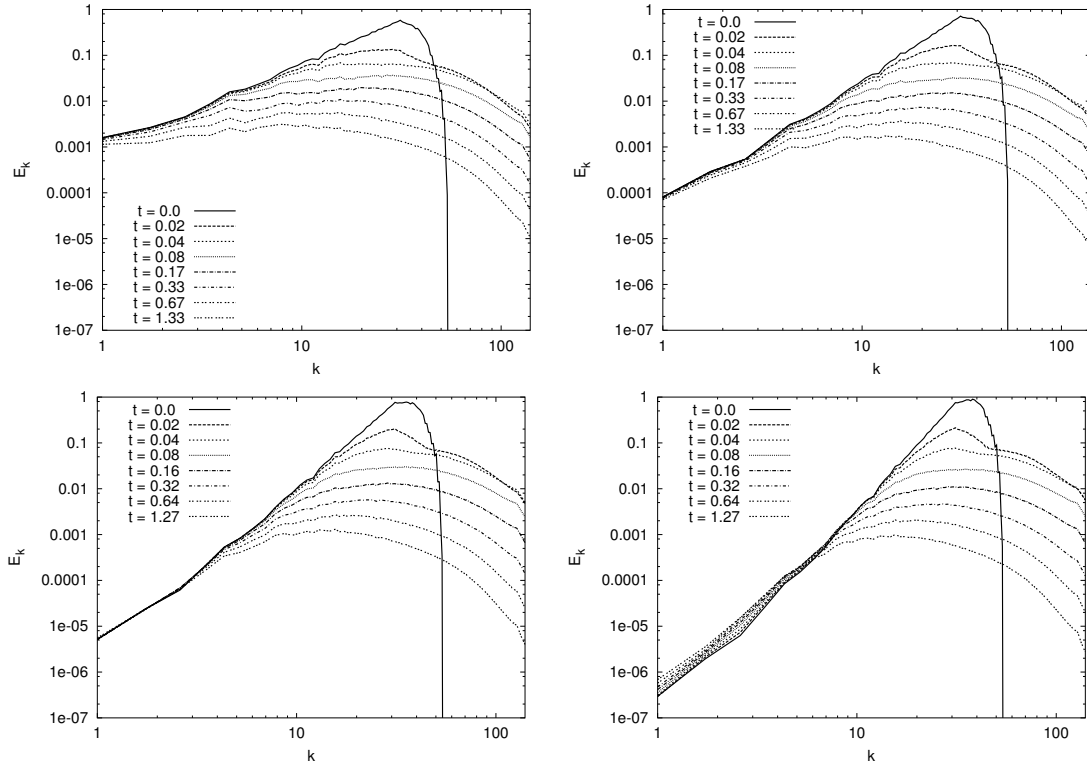 1
0.1
0.01
0.001
0.0001
1e-05
1e-06
1e-07
E_k
t = 0.0
t = 0.02
t = 0.04
t = 0.08
t = 0.17
t = 0.33
t = 0.67
t = 1.33
1 10 100
k
1
0.1
0.01
0.001
0.0001
1e-05
1e-06
1e-07
E_k
t = 0.0
t = 0.02
t = 0.04
t = 0.08
t = 0.17
t = 0.33
t = 0.67
t = 1.33
1 10 100
k
1
0.1
0.01
0.001
0.0001
1e-05
1e-06
1e-07
E_k
t = 0.0
t = 0.02
t = 0.04
t = 0.08
t = 0.16
t = 0.32
t = 0.64
t = 1.27
1 10 100
k
1
0.1
0.01
0.001
0.0001
1e-05
1e-06
1e-07
E_k
t = 0.0
t = 0.02
t = 0.04
t = 0.08
t = 0.16
t = 0.32
t = 0.64
t = 1.27
1 10 100
k